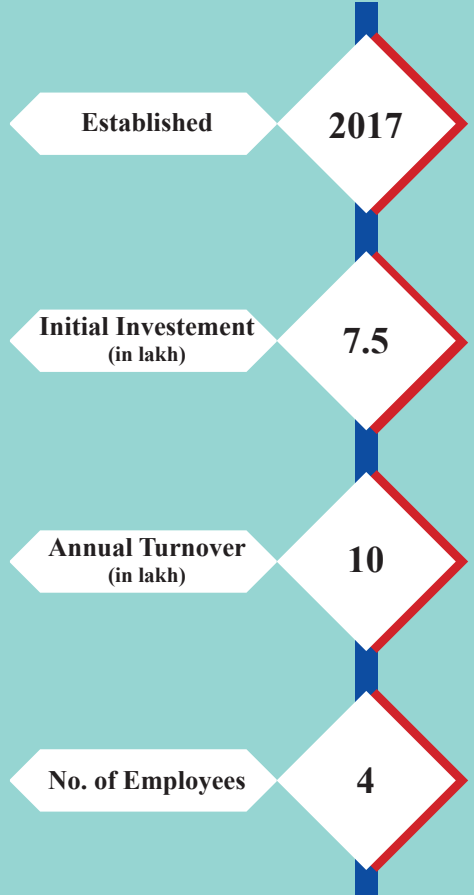 Established
2017
Initial Investement
(in lakh)
7.5
Annual Turnover
(in lakh)
10
No. of Employees
4